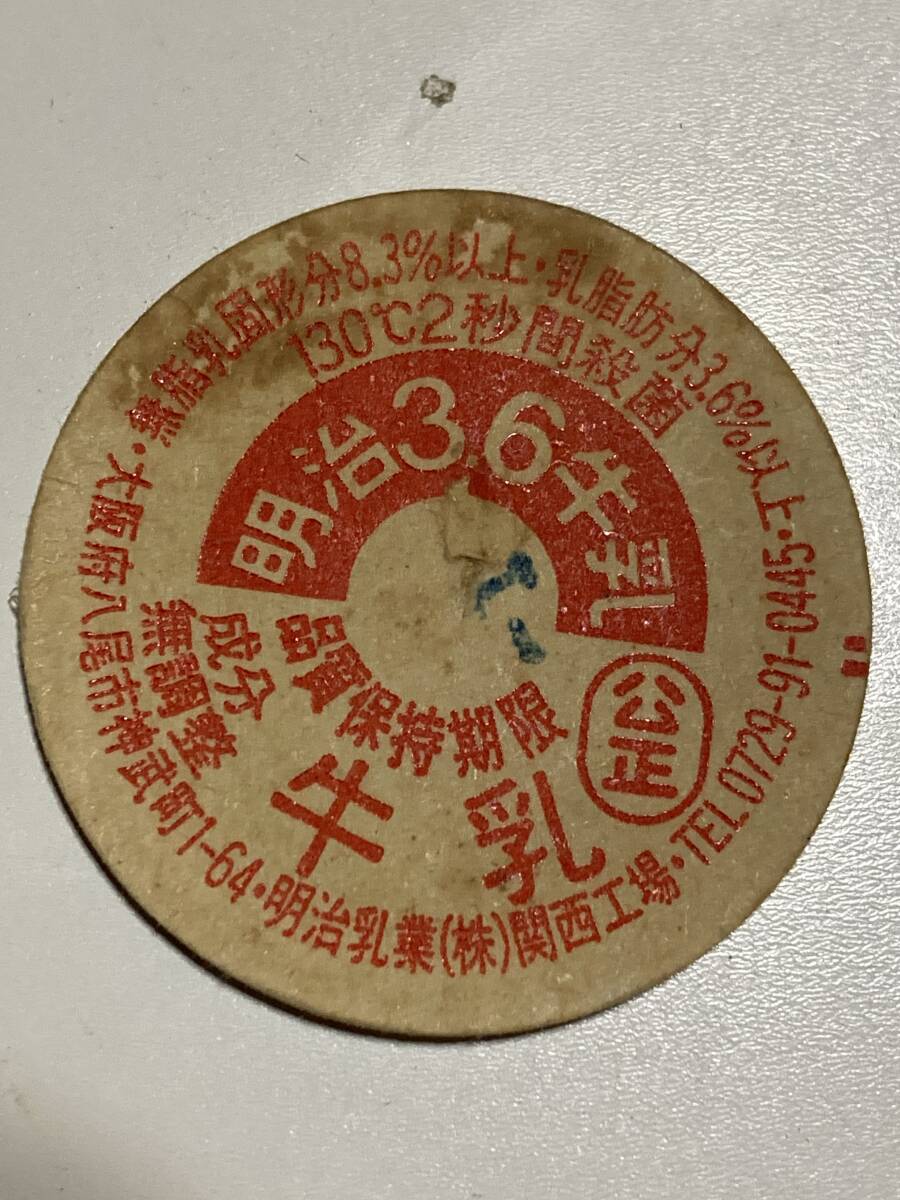 無脂乳固形分8.3%以上・乳脂肪分3.6%以上・TEL0729-91-0445・
大阪府八尾市神武町1-64・明治乳業(株)関西工場・
130℃2秒間殺菌
明治3.6牛乳
成分
無調整
品質保持期限
牛乳
公正